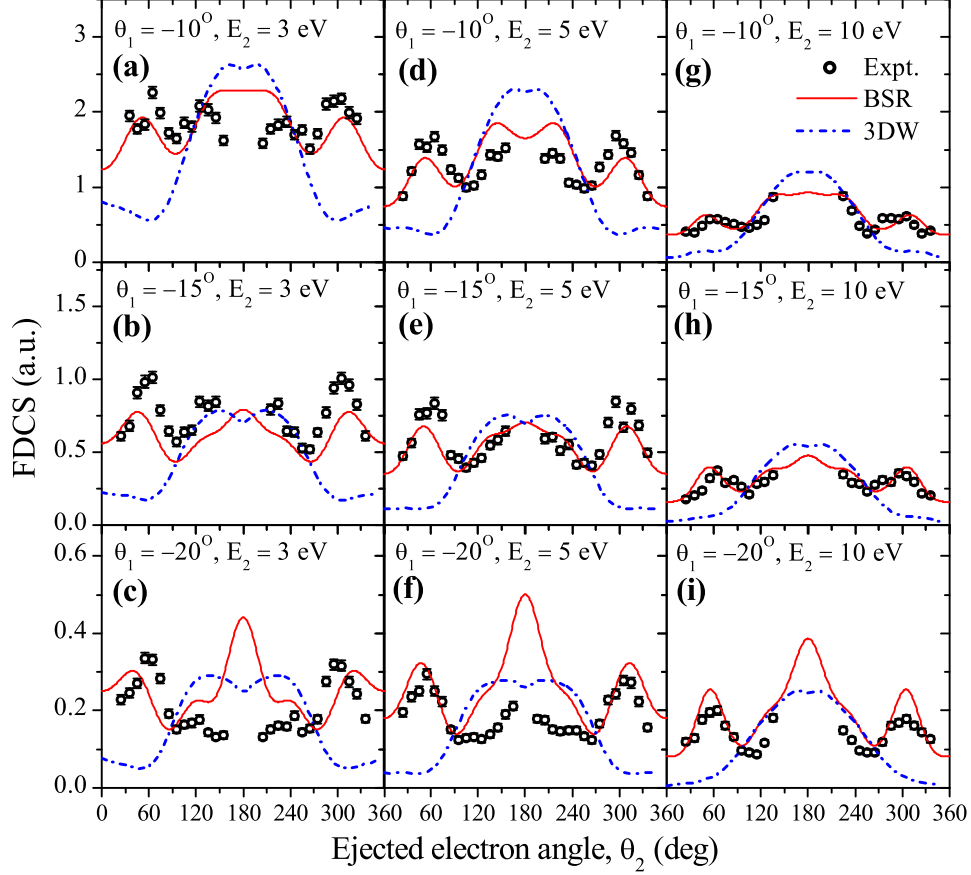 θ1 = −10°, E2 = 3 eV
(a)
θ1 = −10°, E2 = 5 eV
(d)
θ1 = −10°, E2 = 10 eV
(g)
Expt.
BSR
3DW
3
2
1
0
θ1 = −15°, E2 = 3 eV
(b)
θ1 = −15°, E2 = 5 eV
(e)
θ1 = −15°, E2 = 10 eV
(h)
1.5
1.0
0.5
0.0
FDCS (a.u.)
θ1 = −20°, E2 = 3 eV
(c)
θ1 = −20°, E2 = 5 eV
(f)
θ1 = −20°, E2 = 10 eV
(i)
0.6
0.4
0.2
0.0
0 60 120 180 240 300 360 60 120 180 240 300 360 60 120 180 240 300 360
Ejected electron angle, θ2 (deg)